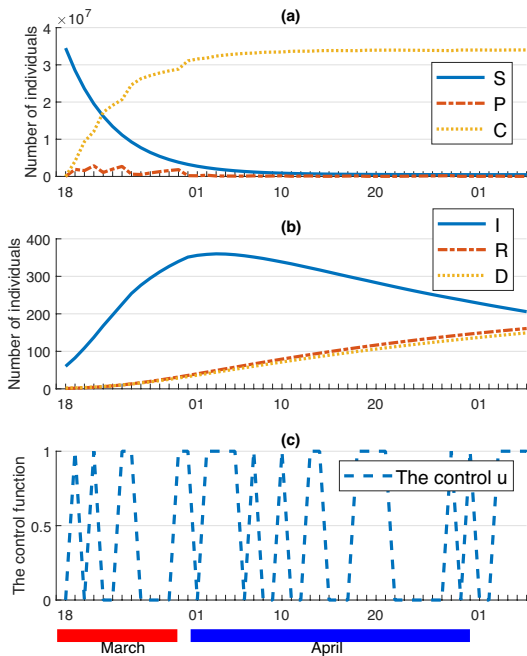 (a)
×10⁷
4
3
2
1
0
Number of individuals
S
P
C
18
01
10
20
01
(b)
400
300
200
100
0
Number of individuals
I
R
D
18
01
10
20
01
(c)
1
0.5
0
The control function
The control u
18
01
10
20
01
March
April